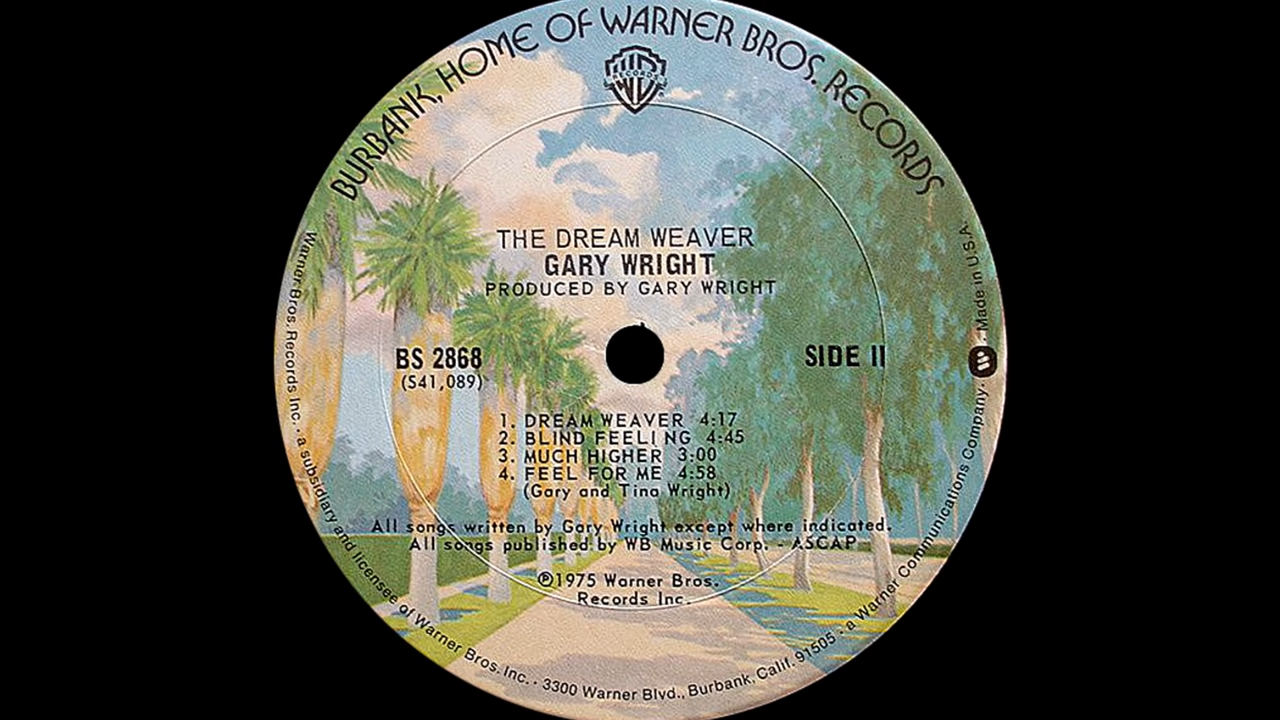 BURBANK, HOME OF WARNER BROS. RECORDS
W B
RECORDS
THE DREAM WEAVER
GARY WRIGHT
PRODUCED BY GARY WRIGHT
BS 2868
(S41,089)
SIDE II
1. DREAM WEAVER 4:17
2. BLIND FEELING 4:45
3. MUCH HIGHER 3:00
4. FEEL FOR ME 4:58
(Gary and Tina Wright)
All songs written by Gary Wright except where indicated.
All songs published by WB Music Corp. - ASCAP
℗1975 Warner Bros.
Records Inc.
Warner Bros. Records Inc. · a subsidiary and licensee of Warner Bros. Inc. · 3300 Warner Blvd., Burbank, Calif. 91505 · a Warner Communications Company. · Made in U.S.A.